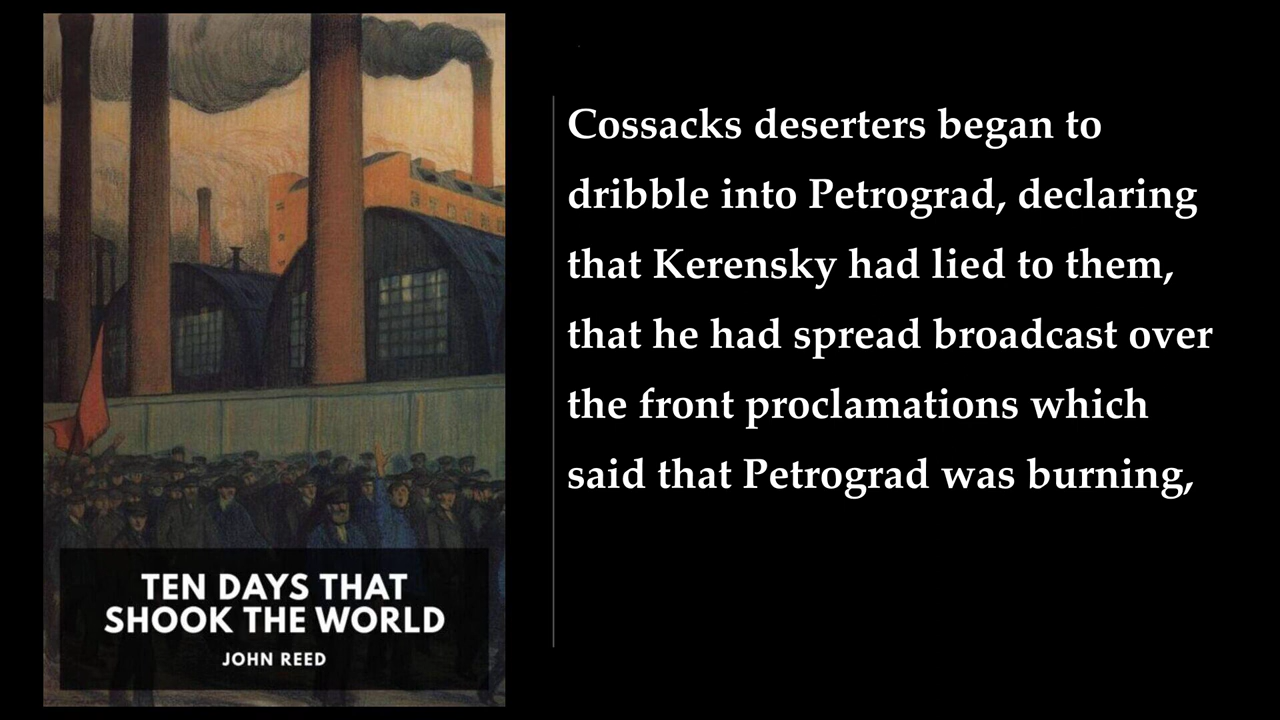 Cossacks deserters began to
dribble into Petrograd, declaring
that Kerensky had lied to them,
that he had spread broadcast over
the front proclamations which
said that Petrograd was burning,
TEN DAYS THAT
SHOOK THE WORLD
JOHN REED